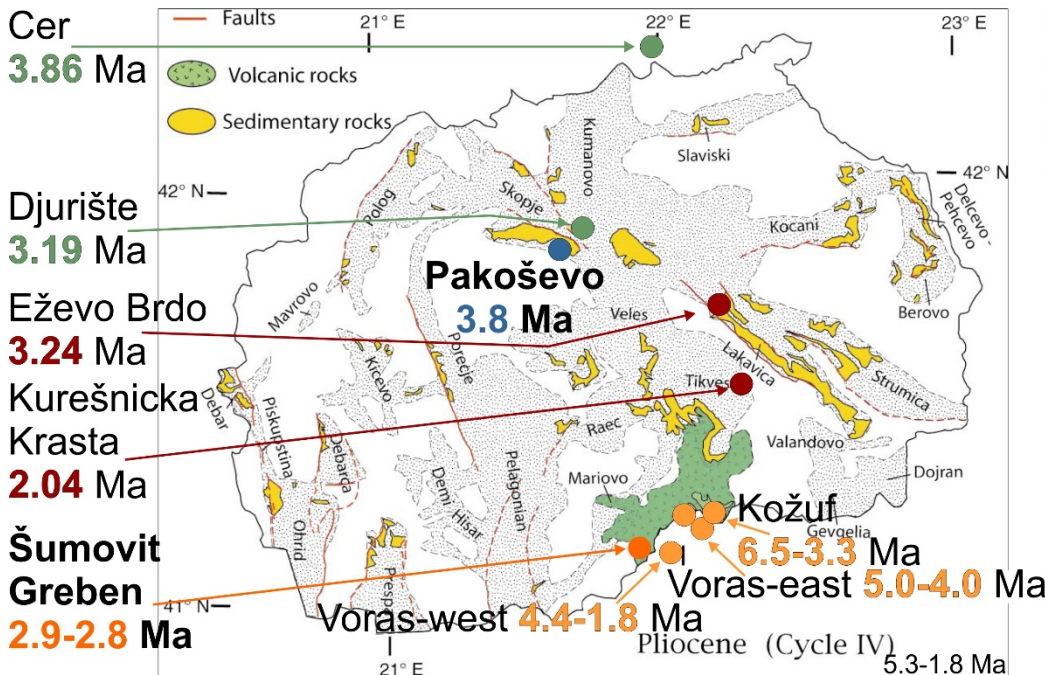 Cer
3.86 Ma
Djurište
3.19 Ma
Eževo Brdo
3.24 Ma
Kurešnicka
Krasta
2.04 Ma
Šumovit
Greben
2.9-2.8 Ma
Faults
Volcanic rocks
Sedimentary rocks
21° E
22° E
23° E
42° N
42° N
Polog
Skopje
Kumanovo
Slaviski
Kocani
Delcevo-
Pehcevo
Berovo
Mavrovo
Pakoševo
3.8 Ma
Veles
Lakavica
Strumica
Tikves
Porecje
Kicevo
Debar
Piskupstina
Debarca
Demir Hisar
Pelagonian
Raec
Mariovo
Valandovo
Dojran
Gevgelia
Ohrid
Prespa
Kožuf
6.5-3.3 Ma
Voras-east 5.0-4.0 Ma
Voras-west 4.4-1.8 Ma
41° N
21° E
Pliocene (Cycle IV)
5.3-1.8 Ma